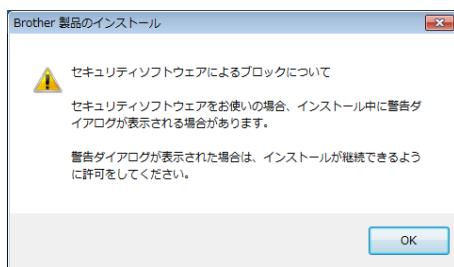 Brother 製品のインストール
セキュリティソフトウェアによるブロックについて
セキュリティソフトウェアをお使いの場合、インストール中に警告ダ
イアログが表示される場合があります。
警告ダイアログが表示された場合は、インストールが継続できるよう
に許可をしてください。
OK